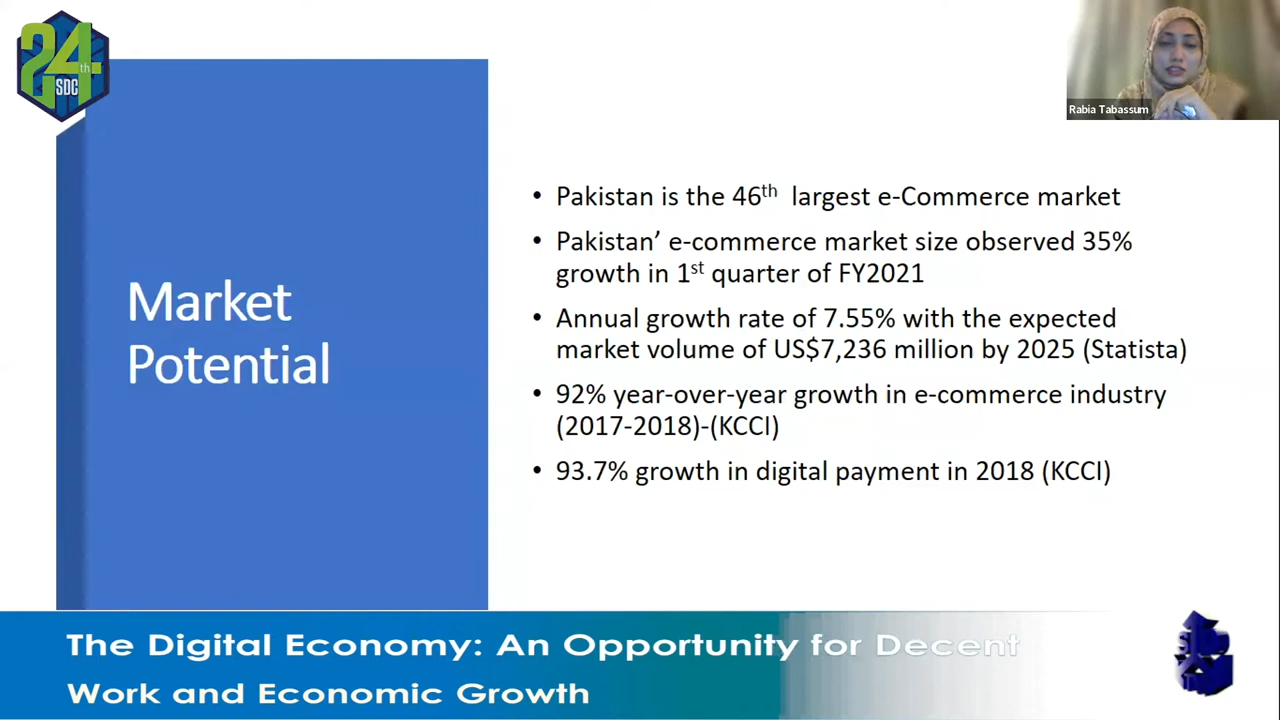 24th
SDC
Rabia Tabassum
Market
Potential
• Pakistan is the 46th largest e-Commerce market
• Pakistan’ e-commerce market size observed 35%
growth in 1st quarter of FY2021
• Annual growth rate of 7.55% with the expected
market volume of US$7,236 million by 2025 (Statista)
• 92% year-over-year growth in e-commerce industry
(2017-2018)-(KCCI)
• 93.7% growth in digital payment in 2018 (KCCI)
The Digital Economy: An Opportunity for Decent
Work and Economic Growth